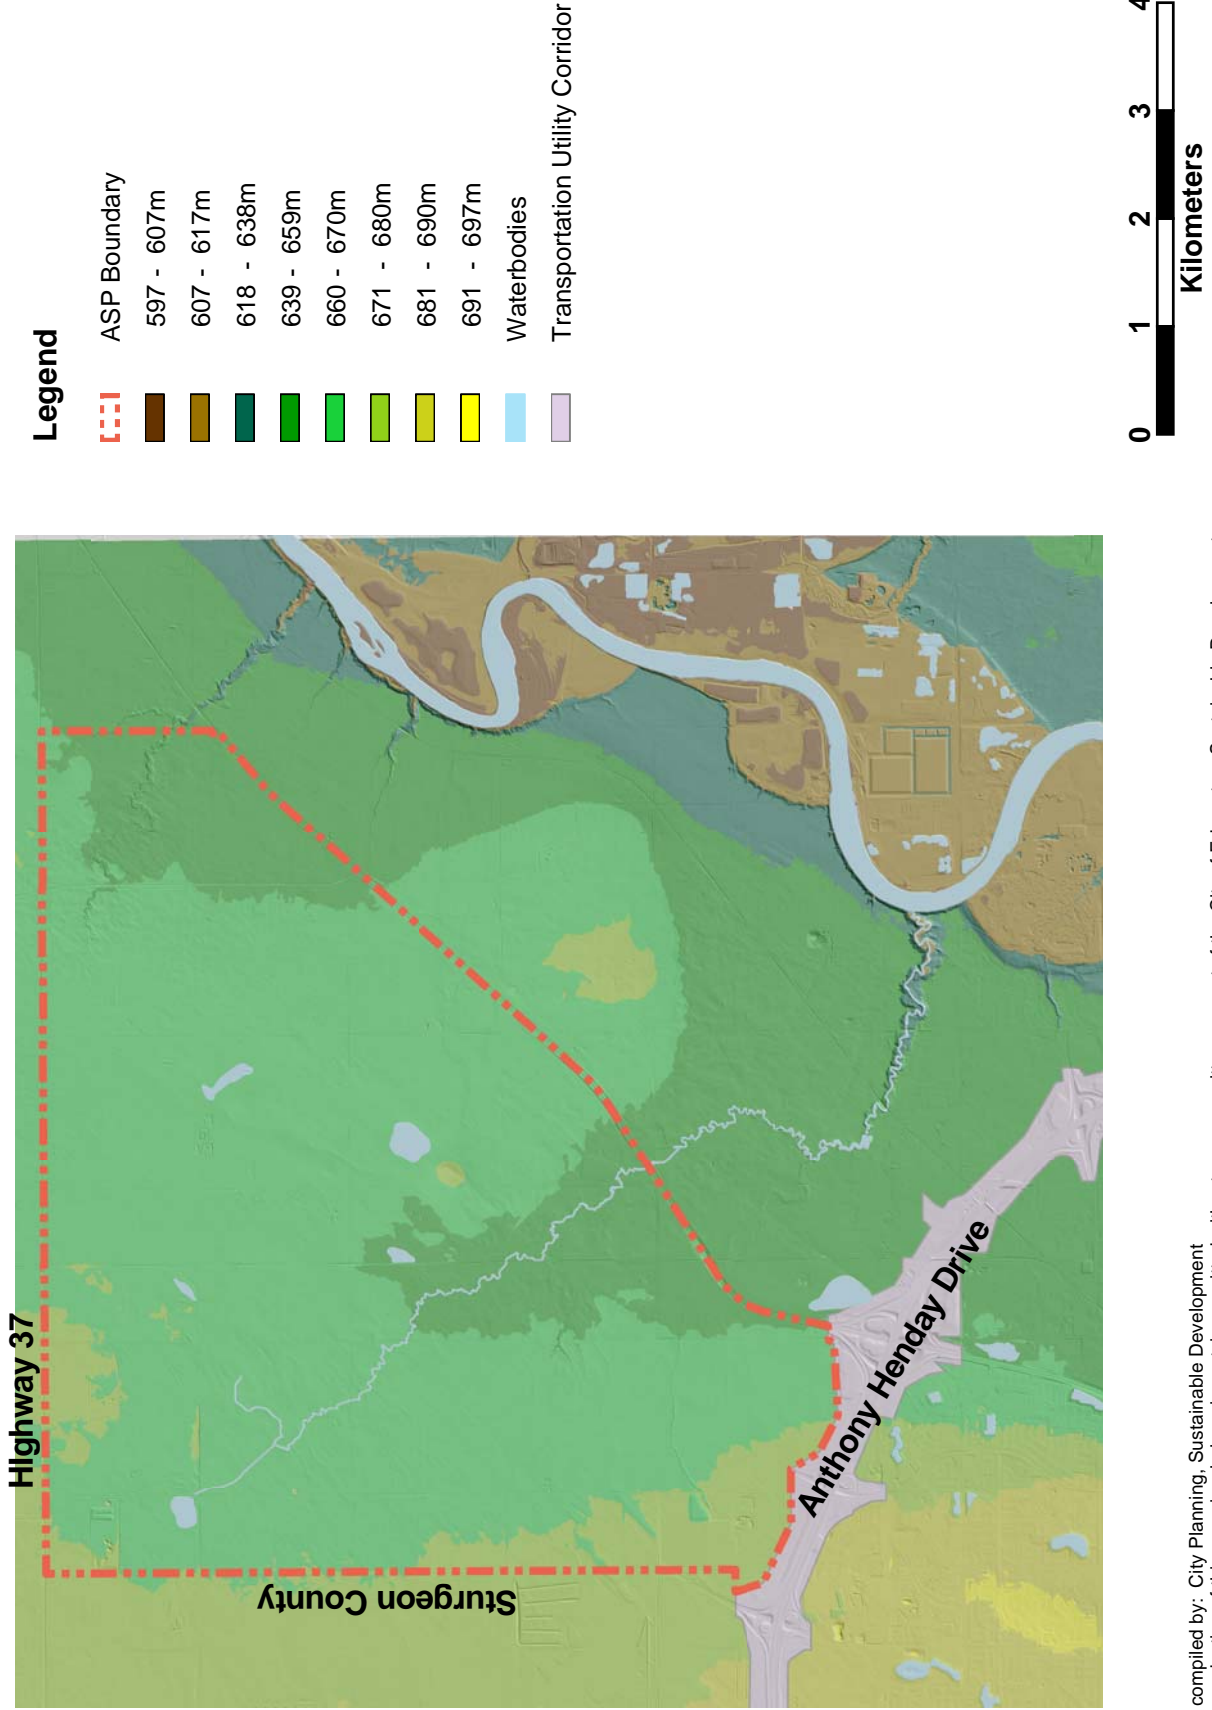 Highway 37
Sturgeon County
Anthony Henday Drive
Legend
ASP Boundary
597 - 607m
607 - 617m
618 - 638m
639 - 659m
660 - 670m
671 - 680m
681 - 690m
691 - 697m
Waterbodies
Transportation Utility Corridor
0 1 2 3 4
Kilometers
compiled by: City Planning, Sustainable Development